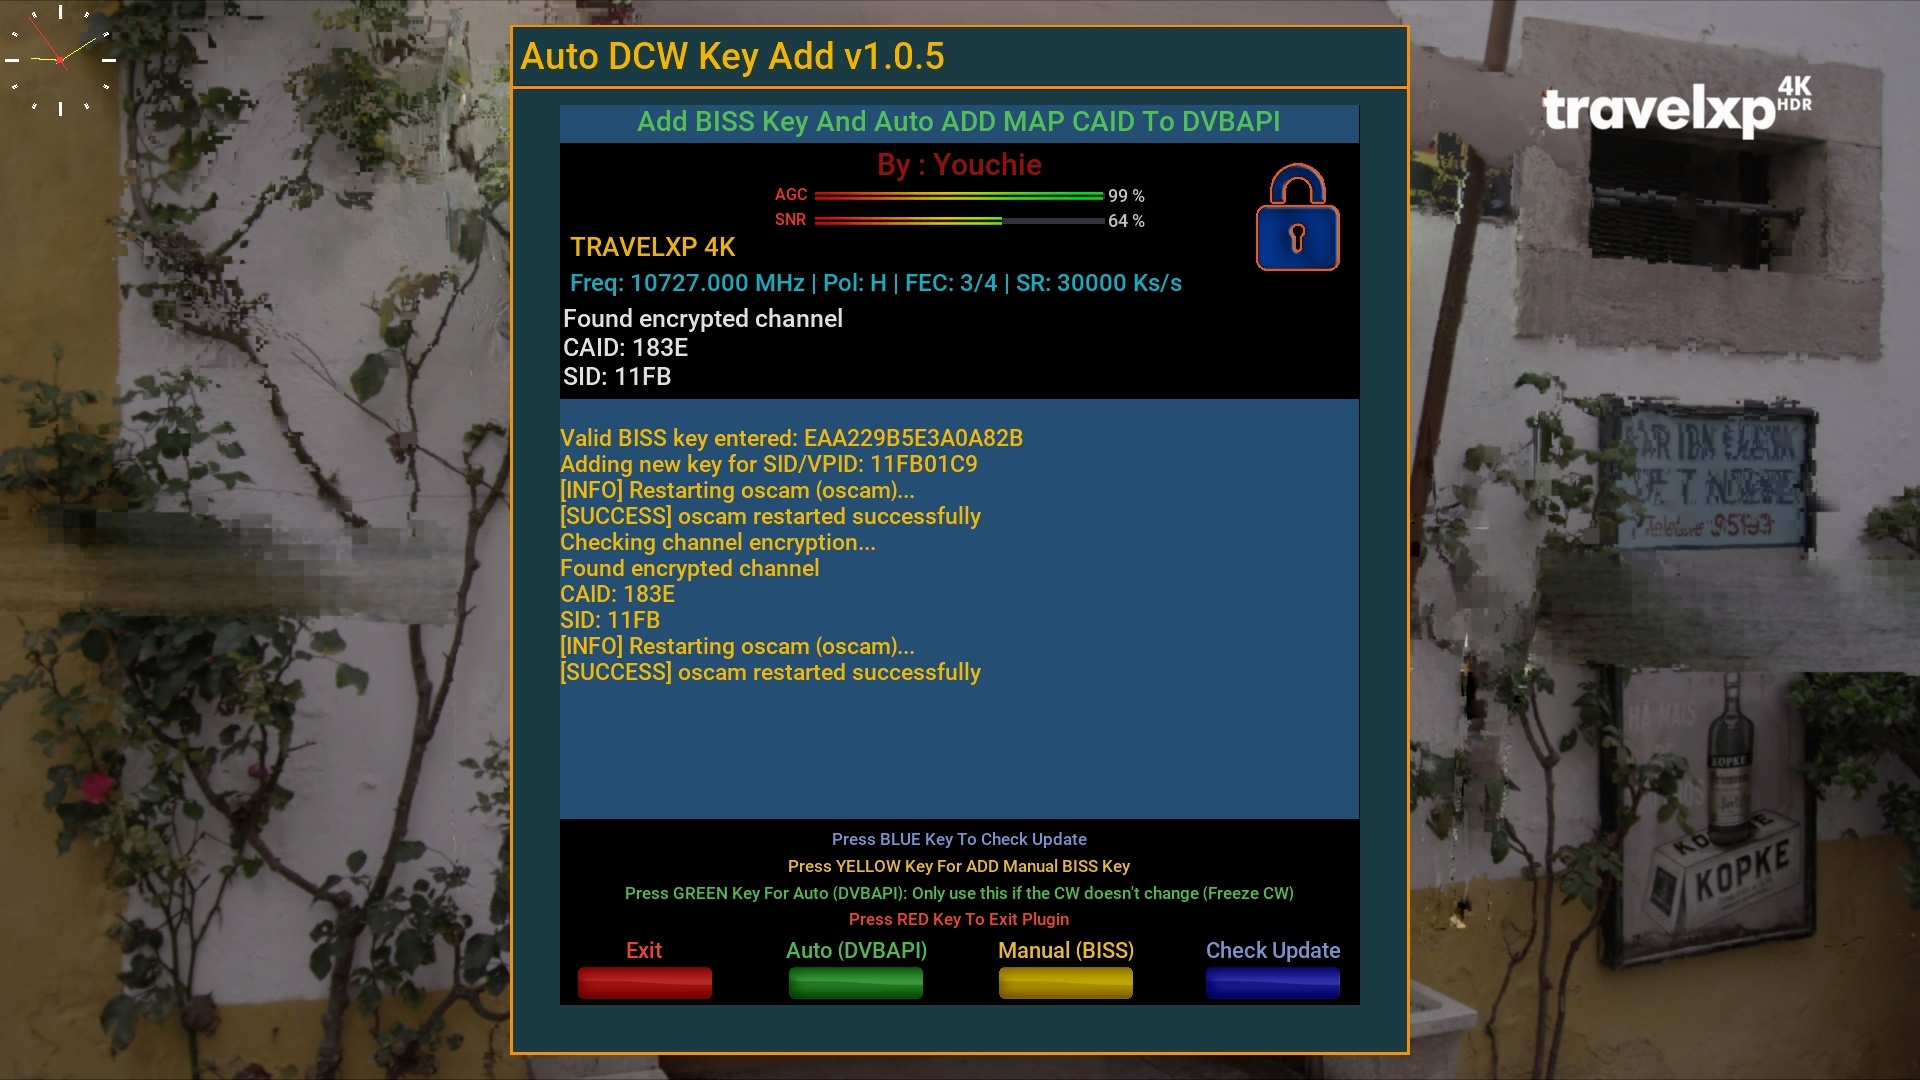 Auto DCW Key Add v1.0.5
Add BISS Key And Auto ADD MAP CAID To DVBAPI
By : Youchie
AGC 99 %
SNR 64 %
TRAVELXP 4K
Freq: 10727.000 MHz | Pol: H | FEC: 3/4 | SR: 30000 Ks/s
Found encrypted channel
CAID: 183E
SID: 11FB
Valid BISS key entered: EAA229B5E3A0A82B
Adding new key for SID/VPID: 11FB01C9
[INFO] Restarting oscam (oscam)...
[SUCCESS] oscam restarted successfully
Checking channel encryption...
Found encrypted channel
CAID: 183E
SID: 11FB
[INFO] Restarting oscam (oscam)...
[SUCCESS] oscam restarted successfully
Press BLUE Key To Check Update
Press YELLOW Key For ADD Manual BISS Key
Press GREEN Key For Auto (DVBAPI): Only use this if the CW doesn't change (Freeze CW)
Press RED Key To Exit Plugin
Exit Auto (DVBAPI) Manual (BISS) Check Update
travelxp 4K HDR
HÁ MAIS
KOPKE
KOPKE